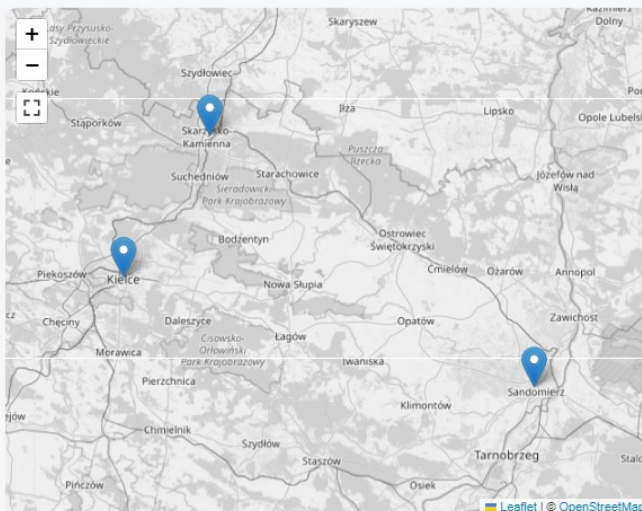 Skaryszew
Kazimierz
Dolny
Lasy Przysusko-
Szydłowieckie
+
Szydłowiec
−
Końskie
Iłża
Lipsko
Opole Lubelsk
Stąporków
Skarżysko-
Kamienna
Puszcza
Iłżecka
Suchedniów
Starachowice
Józefów nad
Wisłą
Sieradowicki
Park Krajobrazowy
Bodzentyn
Ostrowiec
Świętokrzyski
Piekoszów
Kielce
Ćmielów
Ożarów
Annopol
Nowa Słupia
Chęciny
Daleszyce
Opatów
Zawichost
Morawica
Cisowsko-
Orłowiński
Park Krajobrazowy
Łagów
Iwaniska
Pierzchnica
Sandomierz
Klimontów
Chmielnik
Szydłów
Staszów
Tarnobrzeg
Pińczów
Osiek
Leaflet | © OpenStreetMap